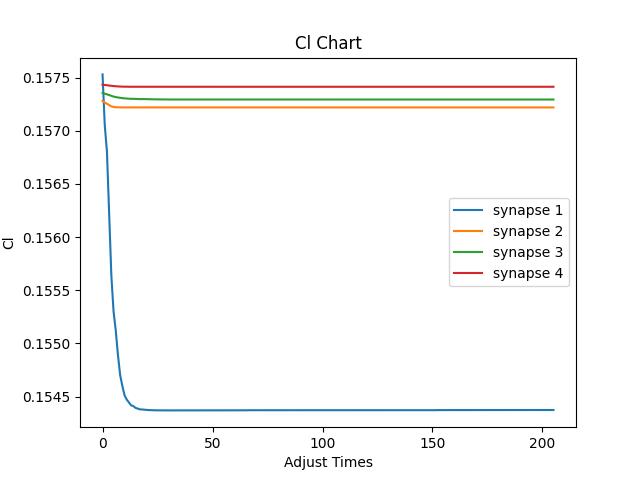 Cl Chart
0.1575
0.1570
0.1565
0.1560
0.1555
0.1550
0.1545
Cl
synapse 1
synapse 2
synapse 3
synapse 4
0 50 100 150 200
Adjust Times